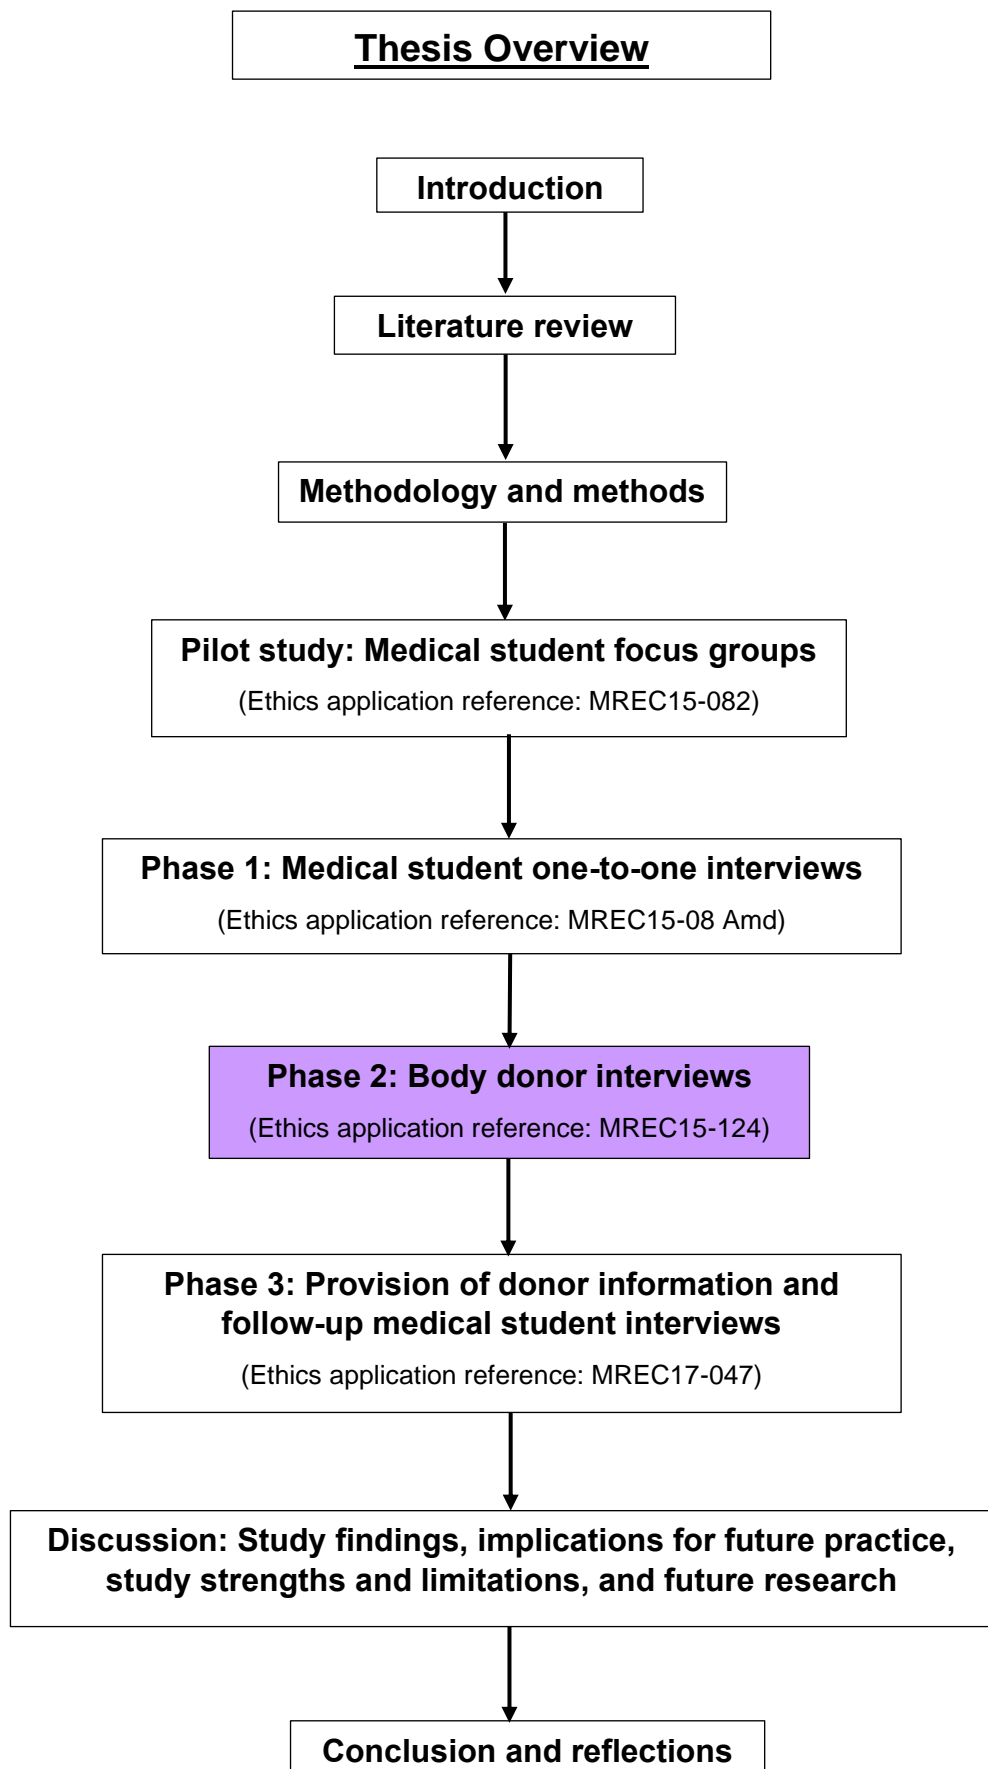 Thesis Overview
Introduction
Literature review
Methodology and methods
Pilot study: Medical student focus groups
(Ethics application reference: MREC15-082)
Phase 1: Medical student one-to-one interviews
(Ethics application reference: MREC15-08 Amd)
Phase 2: Body donor interviews
(Ethics application reference: MREC15-124)
Phase 3: Provision of donor information and
follow-up medical student interviews
(Ethics application reference: MREC17-047)
Discussion: Study findings, implications for future practice,
study strengths and limitations, and future research
Conclusion and reflections